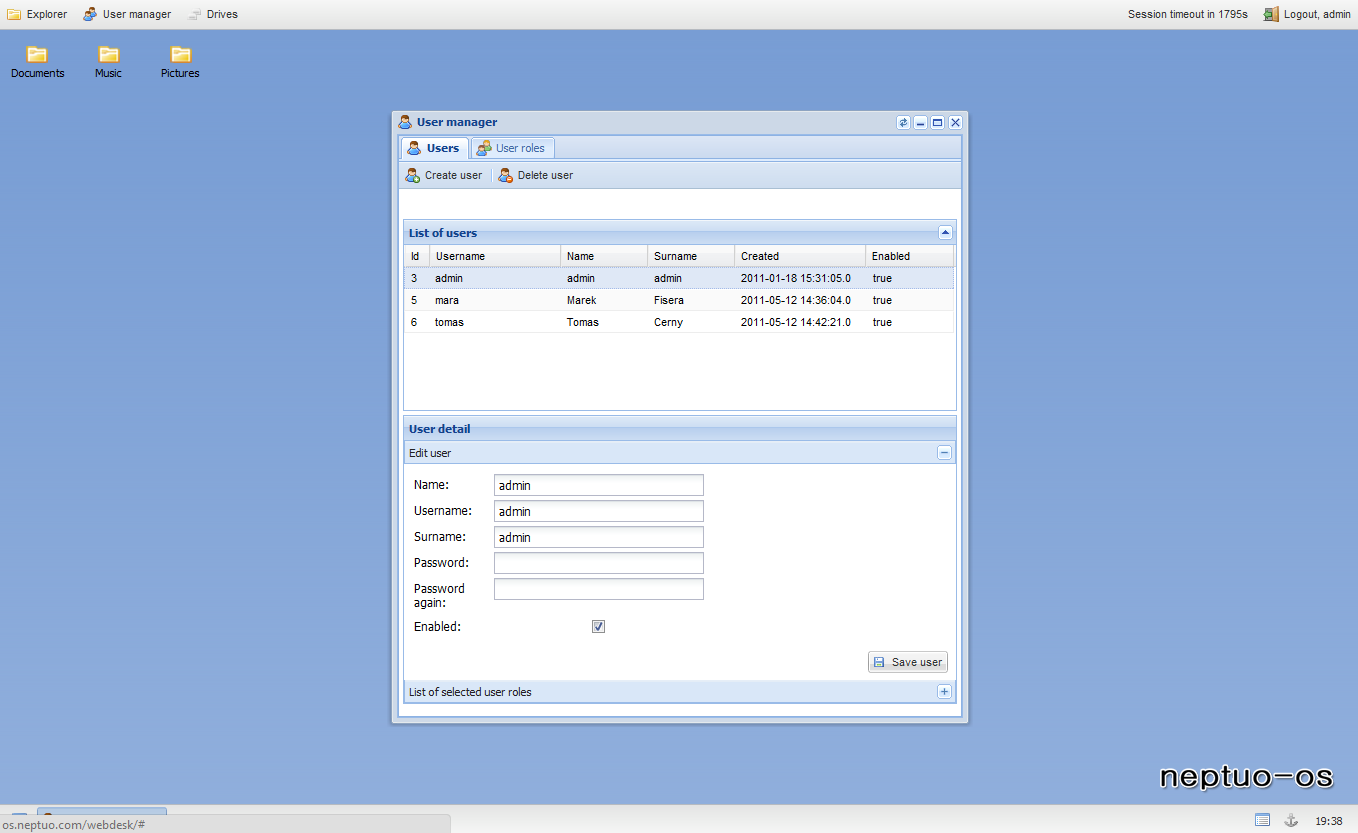 Explorer User manager Drives Session timeout in 1795s Logout, admin
Documents Music Pictures
User manager
Users User roles
Create user Delete user
List of users
Id Username Name Surname Created Enabled
3 admin admin admin 2011-01-18 15:31:05.0 true
5 mara Marek Fisera 2011-05-12 14:36:04.0 true
6 tomas Tomas Cerny 2011-05-12 14:42:21.0 true
User detail
Edit user
Name: admin
Username: admin
Surname: admin
Password:
Password
again:
Enabled:
Save user
List of selected user roles
neptuo-os
os.neptuo.com/webdesk/# 19:38